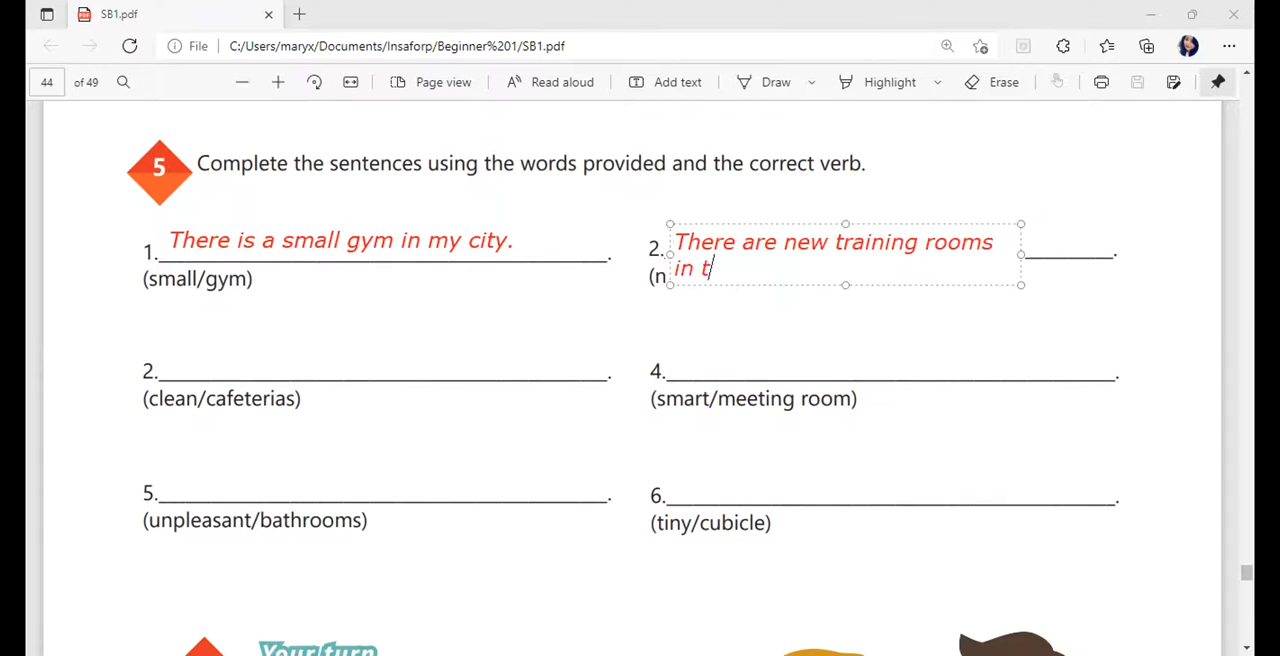 SB1.pdf
File C:/Users/maryx/Documents/Insaforp/Beginner%201/SB1.pdf
44 of 49 Page view Read aloud Add text Draw Highlight Erase
5 Complete the sentences using the words provided and the correct verb.
1. There is a small gym in my city. .
(small/gym)
2. There are new training rooms
in t
(n
2. .
(clean/cafeterias)
4. .
(smart/meeting room)
5. .
(unpleasant/bathrooms)
6. .
(tiny/cubicle)
Your turn